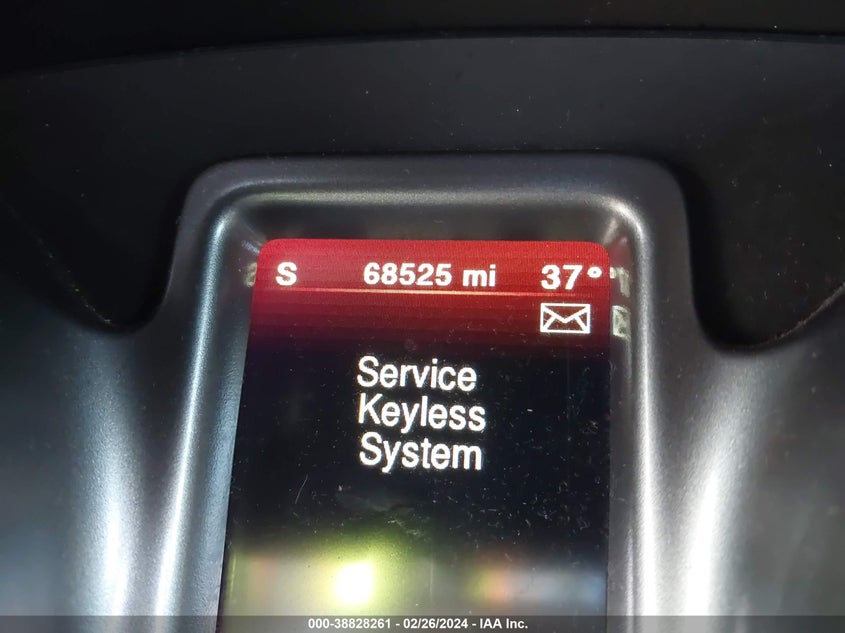 S 68525 mi 37°
Service
Keyless
System
000-38828261 - 02/26/2024 - IAA Inc.